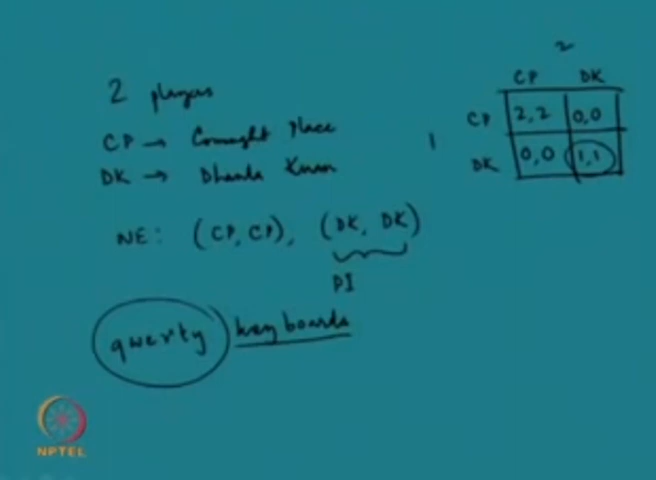 2 players
CP → Connaught Place
DK → Dhaula Kuan
NE: (CP, CP), (DK, DK)
PI
qwerty keyboards
2
CP DK
1
CP 2,2 0,0
DK 0,0 1,1
NPTEL